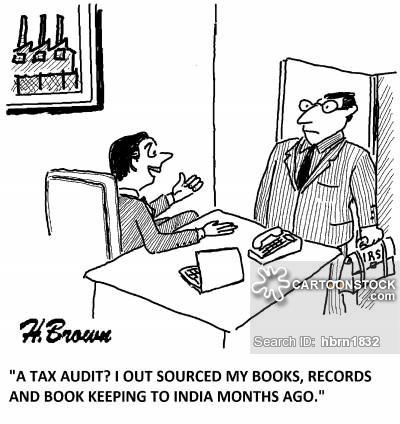 IRS
H.Brown
CARTOONSTOCK
.com
Search ID: hbrn1832
"A TAX AUDIT? I OUT SOURCED MY BOOKS, RECORDS
AND BOOK KEEPING TO INDIA MONTHS AGO."